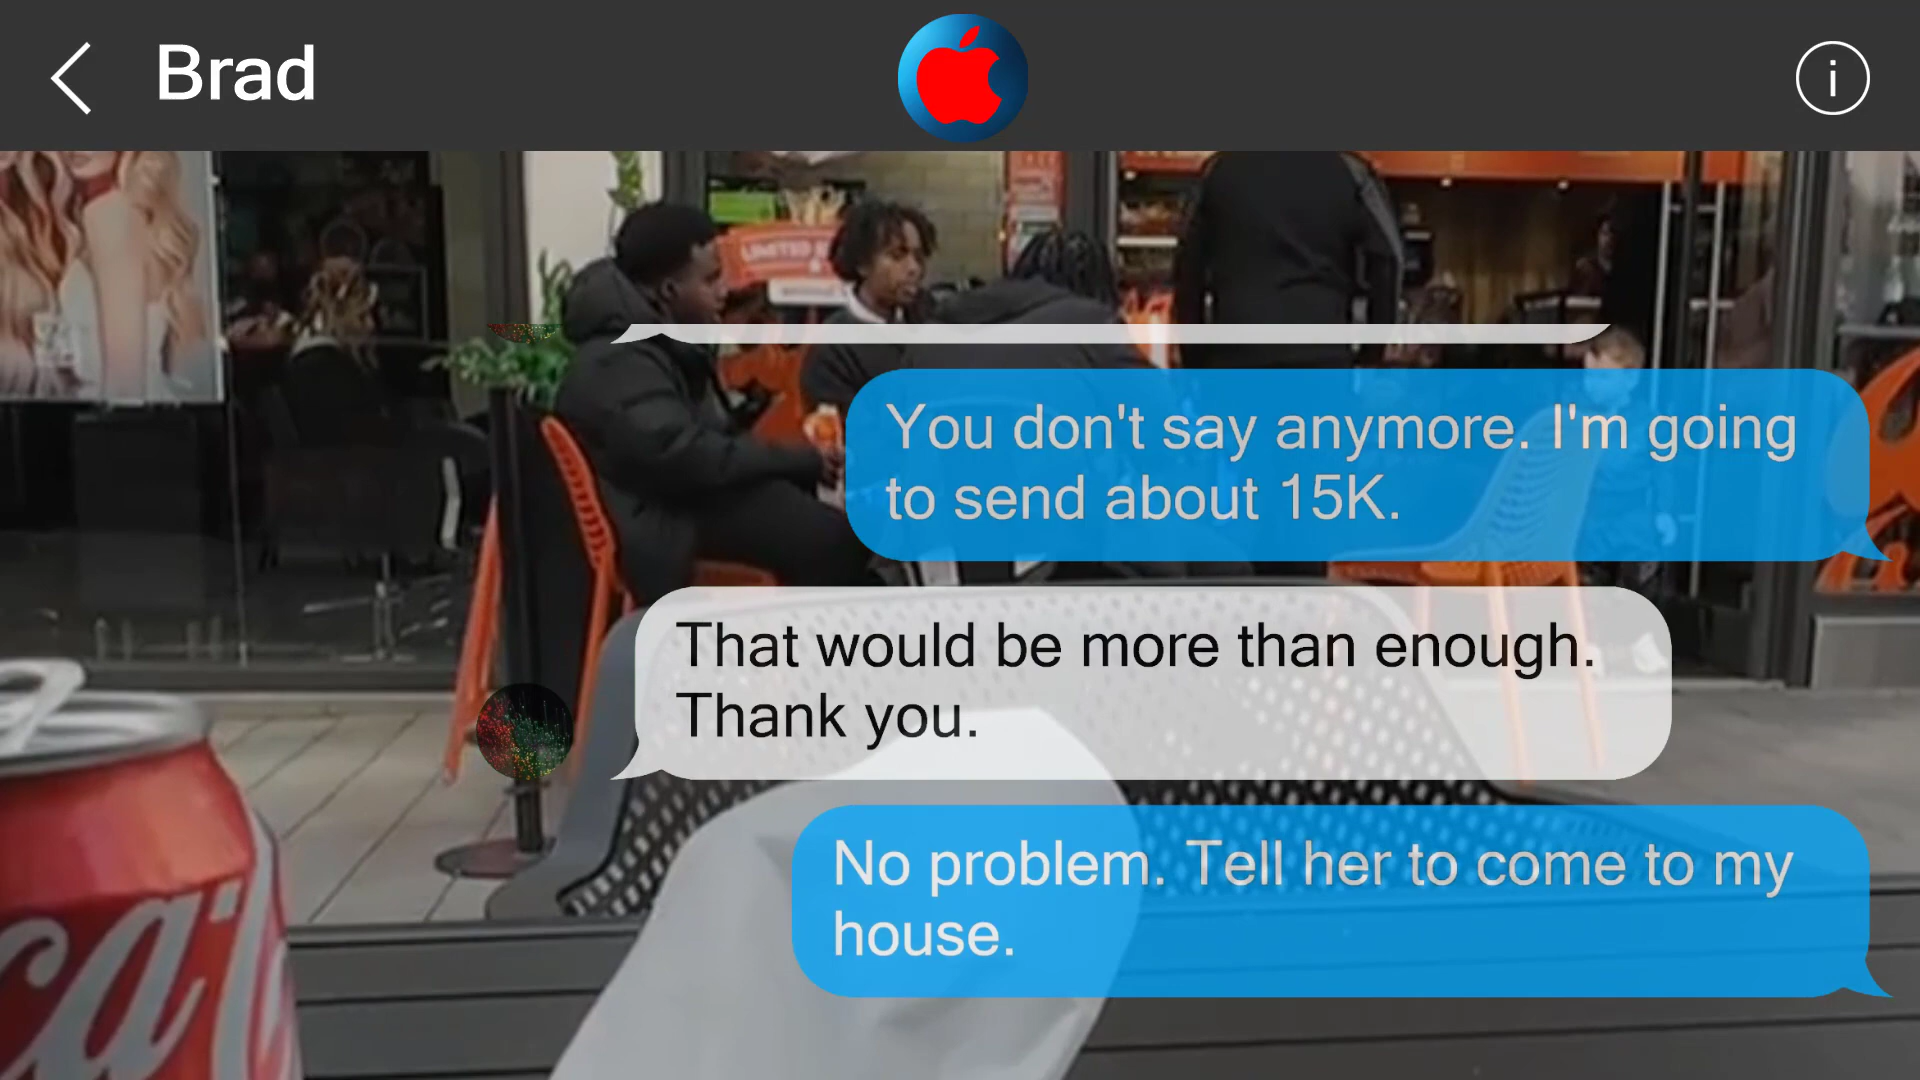 Brad
i
LIMITED
You don't say anymore. I'm going
to send about 15K.
That would be more than enough.
Thank you.
No problem. Tell her to come to my
house.